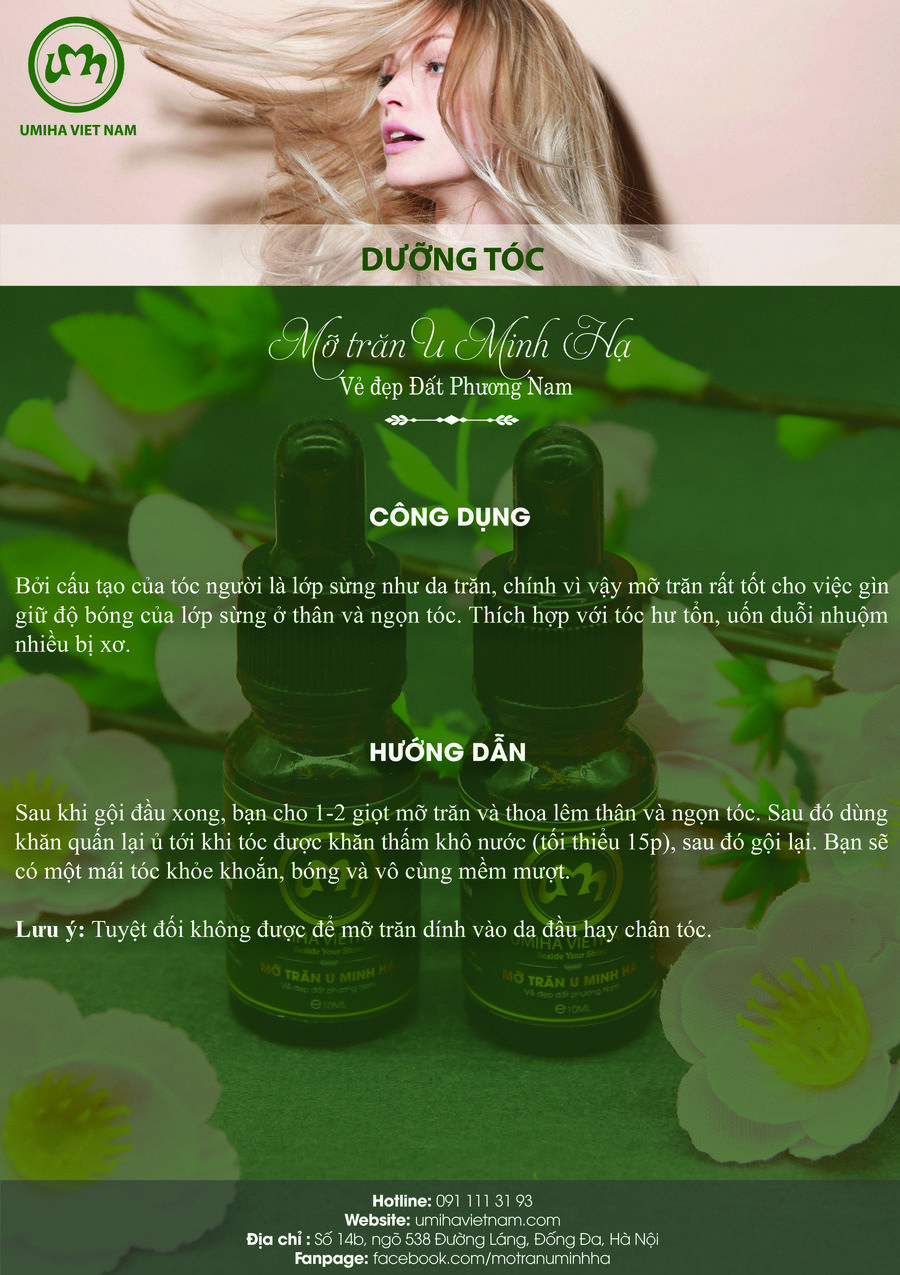 umh
UMIHA VIET NAM
DƯỠNG TÓC
Mỡ trăn U Minh Hạ
Vẻ đẹp Đất Phương Nam
CÔNG DỤNG
Bởi cấu tạo của tóc người là lớp sừng như da trăn, chính vì vậy mỡ trăn rất tốt cho việc gìn
giữ độ bóng của lớp sừng ở thân và ngọn tóc. Thích hợp với tóc hư tổn, uốn duỗi nhuộm
nhiều bị xơ.
HƯỚNG DẪN
Sau khi gội đầu xong, bạn cho 1-2 giọt mỡ trăn và thoa lêm thân và ngọn tóc. Sau đó dùng
khăn quấn lại ủ tới khi tóc được khăn thấm khô nước (tối thiểu 15p), sau đó gội lại. Bạn sẽ
có một mái tóc khỏe khoắn, bóng và vô cùng mềm mượt.
Lưu ý: Tuyệt đối không được để mỡ trăn dính vào da đầu hay chân tóc.
UMIHA VIET
Beside Your Shine
MỠ TRĂN U MINH HẠ
Vẻ đẹp đất phương Nam
e10ML
UMIHA VIET
Beside Your Shine
MỠ TRĂN U MINH HẠ
Vẻ đẹp đất phương Nam
e10ML
Hotline: 091 111 31 93
Website: umihavietnam.com
Địa chỉ : Số 14b, ngõ 538 Đường Láng, Đống Đa, Hà Nội
Fanpage: facebook.com/motranuminhha